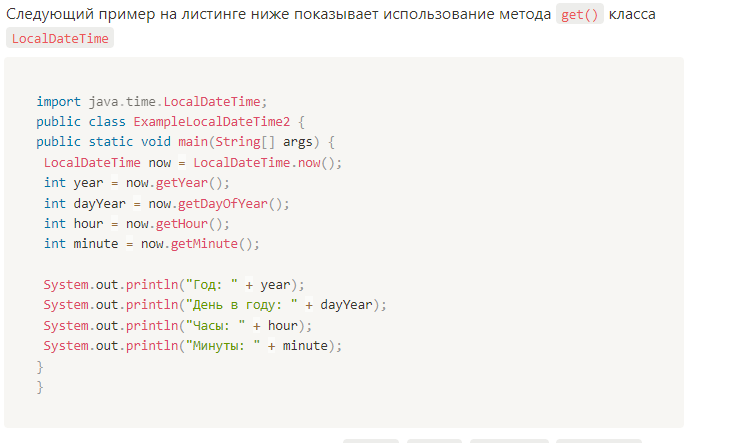 Следующий пример на листинге ниже показывает использование метода get() класса
LocalDateTime
import java.time.LocalDateTime;
public class ExampleLocalDateTime2 {
public static void main(String[] args) {
LocalDateTime now = LocalDateTime.now();
int year = now.getYear();
int dayYear = now.getDayOfYear();
int hour = now.getHour();
int minute = now.getMinute();
System.out.println("Год: " + year);
System.out.println("День в году: " + dayYear);
System.out.println("Часы: " + hour);
System.out.println("Минуты: " + minute);
}
}